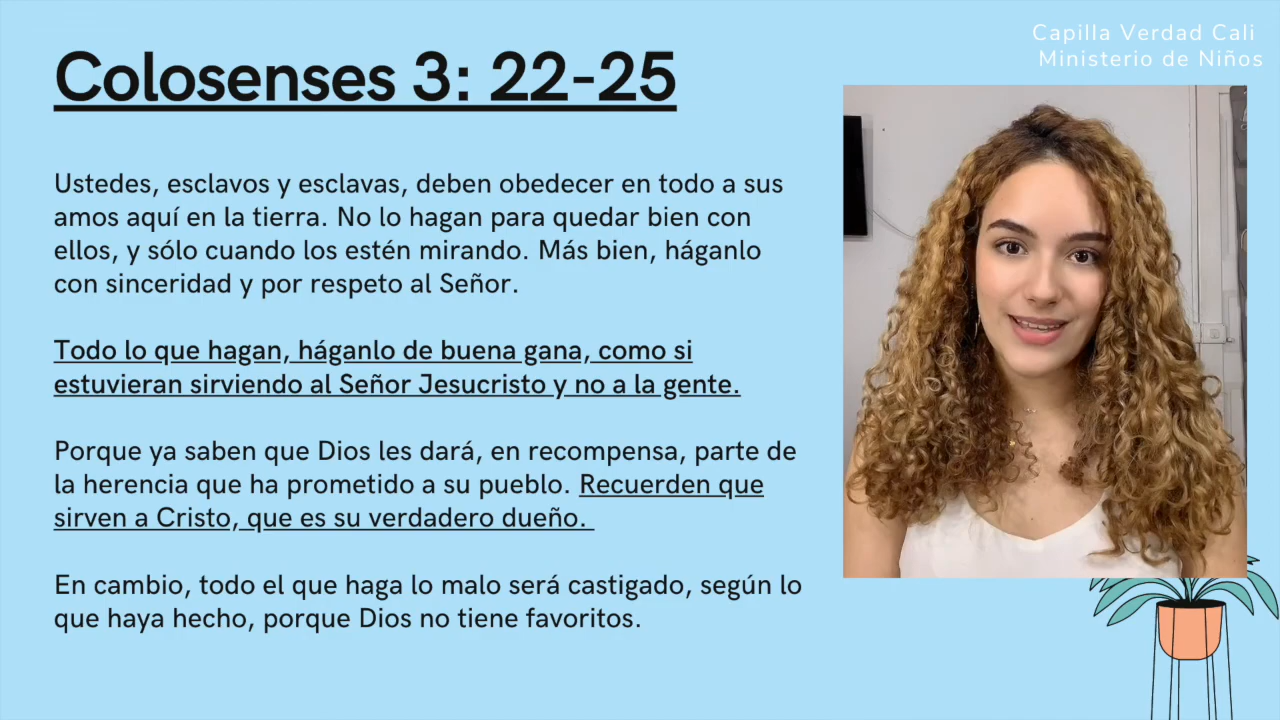 Capilla Verdad Cali
Ministerio de Niños
Colosenses 3: 22-25
Ustedes, esclavos y esclavas, deben obedecer en todo a sus
amos aquí en la tierra. No lo hagan para quedar bien con
ellos, y sólo cuando los estén mirando. Más bien, háganlo
con sinceridad y por respeto al Señor.
Todo lo que hagan, háganlo de buena gana, como si
estuvieran sirviendo al Señor Jesucristo y no a la gente.
Porque ya saben que Dios les dará, en recompensa, parte de
la herencia que ha prometido a su pueblo. Recuerden que
sirven a Cristo, que es su verdadero dueño.
En cambio, todo el que haga lo malo será castigado, según lo
que haya hecho, porque Dios no tiene favoritos.